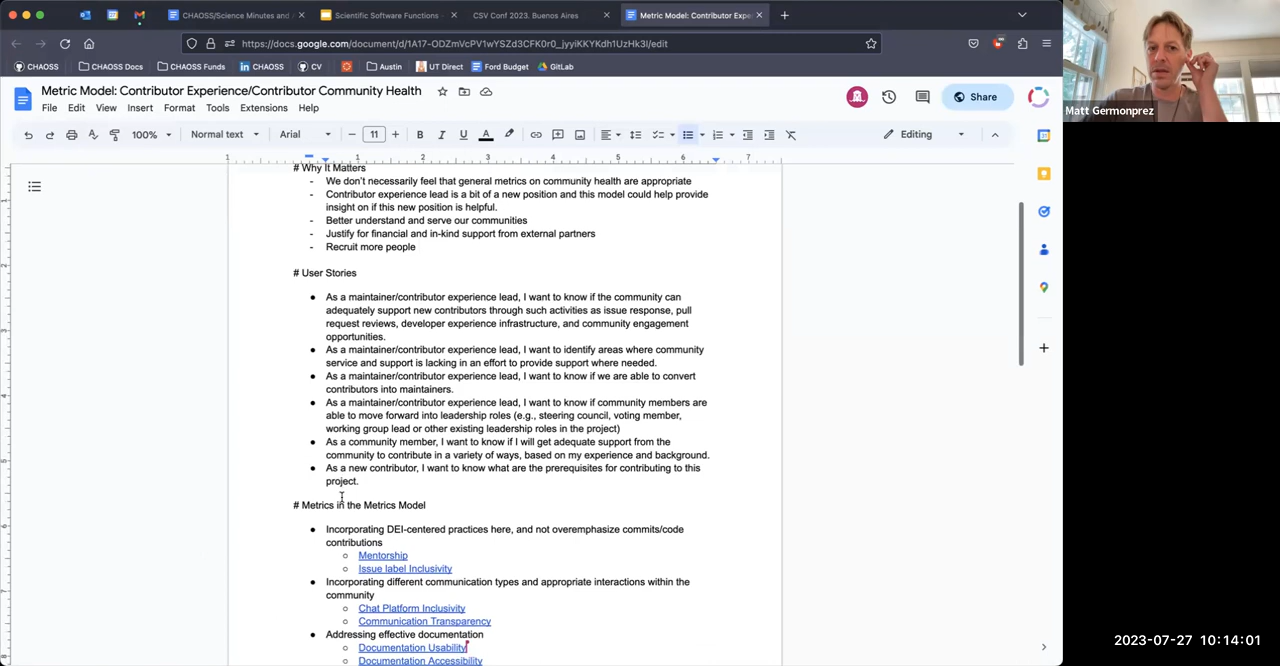 CHAOSS/Science Minutes and
Scientific Software Functions
CSV Conf 2023. Buenos Aires
Metric Model: Contributor Expe
https://docs.google.com/document/d/1A17-ODZmVcPV1wYSZd3CFK0r0_jyyiKKYKdh1UzHk3I/edit
CHAOSS
CHAOSS Docs
CHAOSS Funds
CHAOSS
CV
Austin
UT Direct
Ford Budget
GitLab
Metric Model: Contributor Experience/Contributor Community Health
File Edit View Insert Format Tools Extensions Help
Share
100% Normal text Arial 11 B I U A Editing
1 1 2 3 4 5 6 7
# Why It Matters
- We don't necessarily feel that general metrics on community health are appropriate
- Contributor experience lead is a bit of a new position and this model could help provide
insight on if this new position is helpful.
- Better understand and serve our communities
- Justify for financial and in-kind support from external partners
- Recruit more people
# User Stories
● As a maintainer/contributor experience lead, I want to know if the community can
adequately support new contributors through such activities as issue response, pull
request reviews, developer experience infrastructure, and community engagement
opportunities.
● As a maintainer/contributor experience lead, I want to identify areas where community
service and support is lacking in an effort to provide support where needed.
● As a maintainer/contributor experience lead, I want to know if we are able to convert
contributors into maintainers.
● As a maintainer/contributor experience lead, I want to know if community members are
able to move forward into leadership roles (e.g., steering council, voting member,
working group lead or other existing leadership roles in the project)
● As a community member, I want to know if I will get adequate support from the
community to contribute in a variety of ways, based on my experience and background.
● As a new contributor, I want to know what are the prerequisites for contributing to this
project.
# Metrics in the Metrics Model
● Incorporating DEI-centered practices here, and not overemphasize commits/code
contributions
○ Mentorship
○ Issue label Inclusivity
● Incorporating different communication types and appropriate interactions within the
community
○ Chat Platform Inclusivity
○ Communication Transparency
● Addressing effective documentation
○ Documentation Usability
○ Documentation Accessibility
Matt Germonprez
2023-07-27 10:14:01